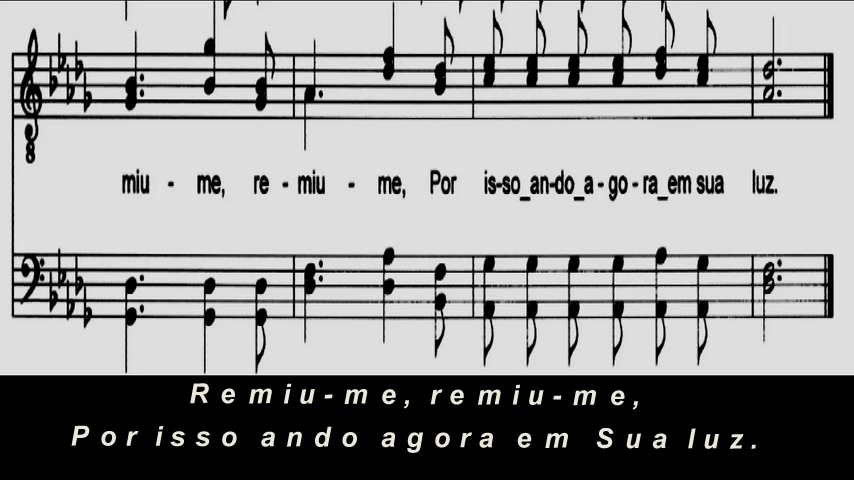 8
miu - me, re - miu - me, Por is-so_an-do_a - go - ra_em sua luz.
Remiu-me, remiu-me,
Por isso ando agora em Sua luz.